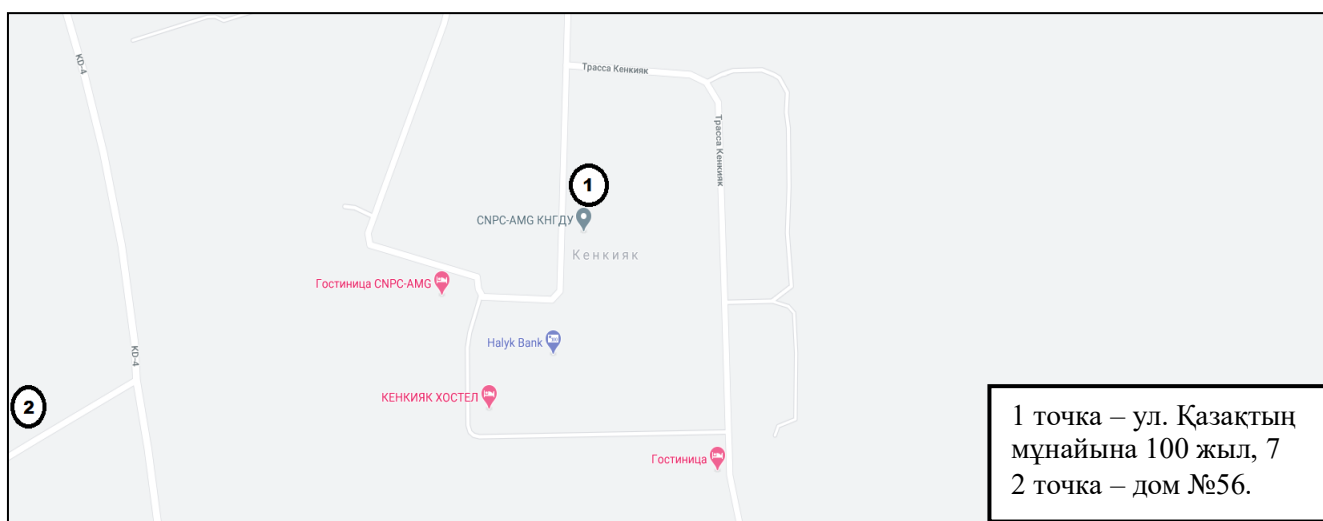 KD-4
Трасса Кенкияк
Трасса Кенкияк
1
CNPC-AMG КНГДУ
Кенкияк
Гостиница CNPC-AMG
Halyk Bank
KD-4
КЕНКИЯК ХОСТЕЛ
2
Гостиница
1 точка – ул. Қазақтың
мұнайына 100 жыл, 7
2 точка – дом №56.